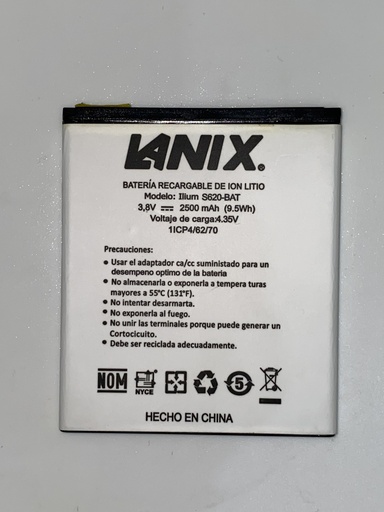 LANIX.
BATERÍA RECARGABLE DE ION LITIO
Modelo: Ilium S620-BAT
3,8V ⎓ 2500 mAh (9.5Wh)
Voltaje de carga:4.35V
1ICP4/62/70
Precauciones:
• Usar el adaptador ca/cc suministado para un
desempeno optimo de la bateria
• No almacenarla o exponerla a tempera turas
mayores a 55°C (131°F).
• No intentar desarmarta.
• No exponerla al fuego.
• No unir las terminales porque puede generar un
Cortocicuito.
• Debe ser reciclada adecuadamente.
NOM NYCE 5
HECHO EN CHINA